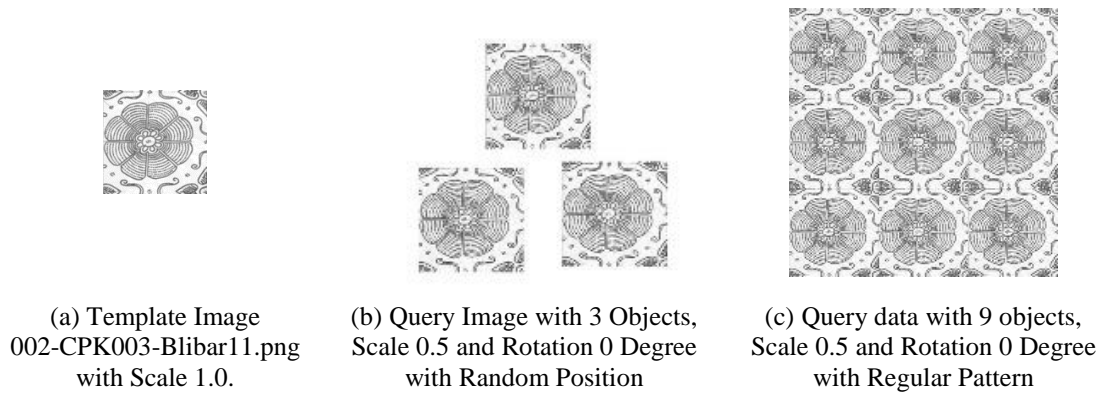 (a) Template Image
002-CPK003-Blibar11.png
with Scale 1.0.
(b) Query Image with 3 Objects,
Scale 0.5 and Rotation 0 Degree
with Random Position
(c) Query data with 9 objects,
Scale 0.5 and Rotation 0 Degree
with Regular Pattern